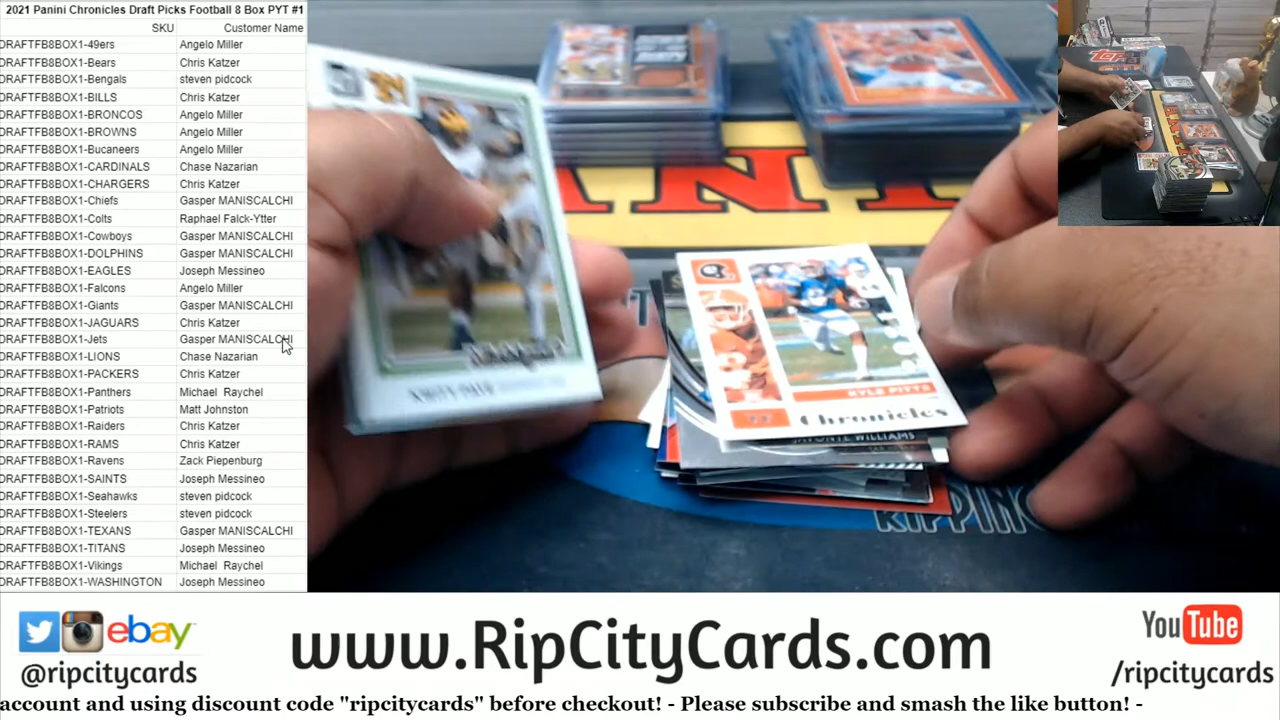 2021 Panini Chronicles Draft Picks Football 8 Box PYT #1
SKU Customer Name
DRAFTFB8BOX1-49ers Angelo Miller
DRAFTFB8BOX1-Bears Chris Katzer
DRAFTFB8BOX1-Bengals steven pidcock
DRAFTFB8BOX1-BILLS Chris Katzer
DRAFTFB8BOX1-BRONCOS Angelo Miller
DRAFTFB8BOX1-BROWNS Angelo Miller
DRAFTFB8BOX1-Bucaneers Angelo Miller
DRAFTFB8BOX1-CARDINALS Chase Nazarian
DRAFTFB8BOX1-CHARGERS Chris Katzer
DRAFTFB8BOX1-Chiefs Gasper MANISCALCHI
DRAFTFB8BOX1-Colts Raphael Falck-Ytter
DRAFTFB8BOX1-Cowboys Gasper MANISCALCHI
DRAFTFB8BOX1-DOLPHINS Gasper MANISCALCHI
DRAFTFB8BOX1-EAGLES Joseph Messineo
DRAFTFB8BOX1-Falcons Angelo Miller
DRAFTFB8BOX1-Giants Gasper MANISCALCHI
DRAFTFB8BOX1-JAGUARS Chris Katzer
DRAFTFB8BOX1-Jets Gasper MANISCALCHI
DRAFTFB8BOX1-LIONS Chase Nazarian
DRAFTFB8BOX1-PACKERS Chris Katzer
DRAFTFB8BOX1-Panthers Michael Raychel
DRAFTFB8BOX1-Patriots Matt Johnston
DRAFTFB8BOX1-Raiders Chris Katzer
DRAFTFB8BOX1-RAMS Chris Katzer
DRAFTFB8BOX1-Ravens Zack Piepenburg
DRAFTFB8BOX1-SAINTS Joseph Messineo
DRAFTFB8BOX1-Seahawks steven pidcock
DRAFTFB8BOX1-Steelers steven pidcock
DRAFTFB8BOX1-TEXANS Gasper MANISCALCHI
DRAFTFB8BOX1-TITANS Joseph Messineo
DRAFTFB8BOX1-Vikings Michael Raychel
DRAFTFB8BOX1-WASHINGTON Joseph Messineo
KYLE PITTS
Chronicles
JAVONTE WILLIAMS
RIPPING
ebay
@ripcitycards
www.RipCityCards.com
YouTube
/ripcitycards
account and using discount code "ripcitycards" before checkout! - Please subscribe and smash the like button! -